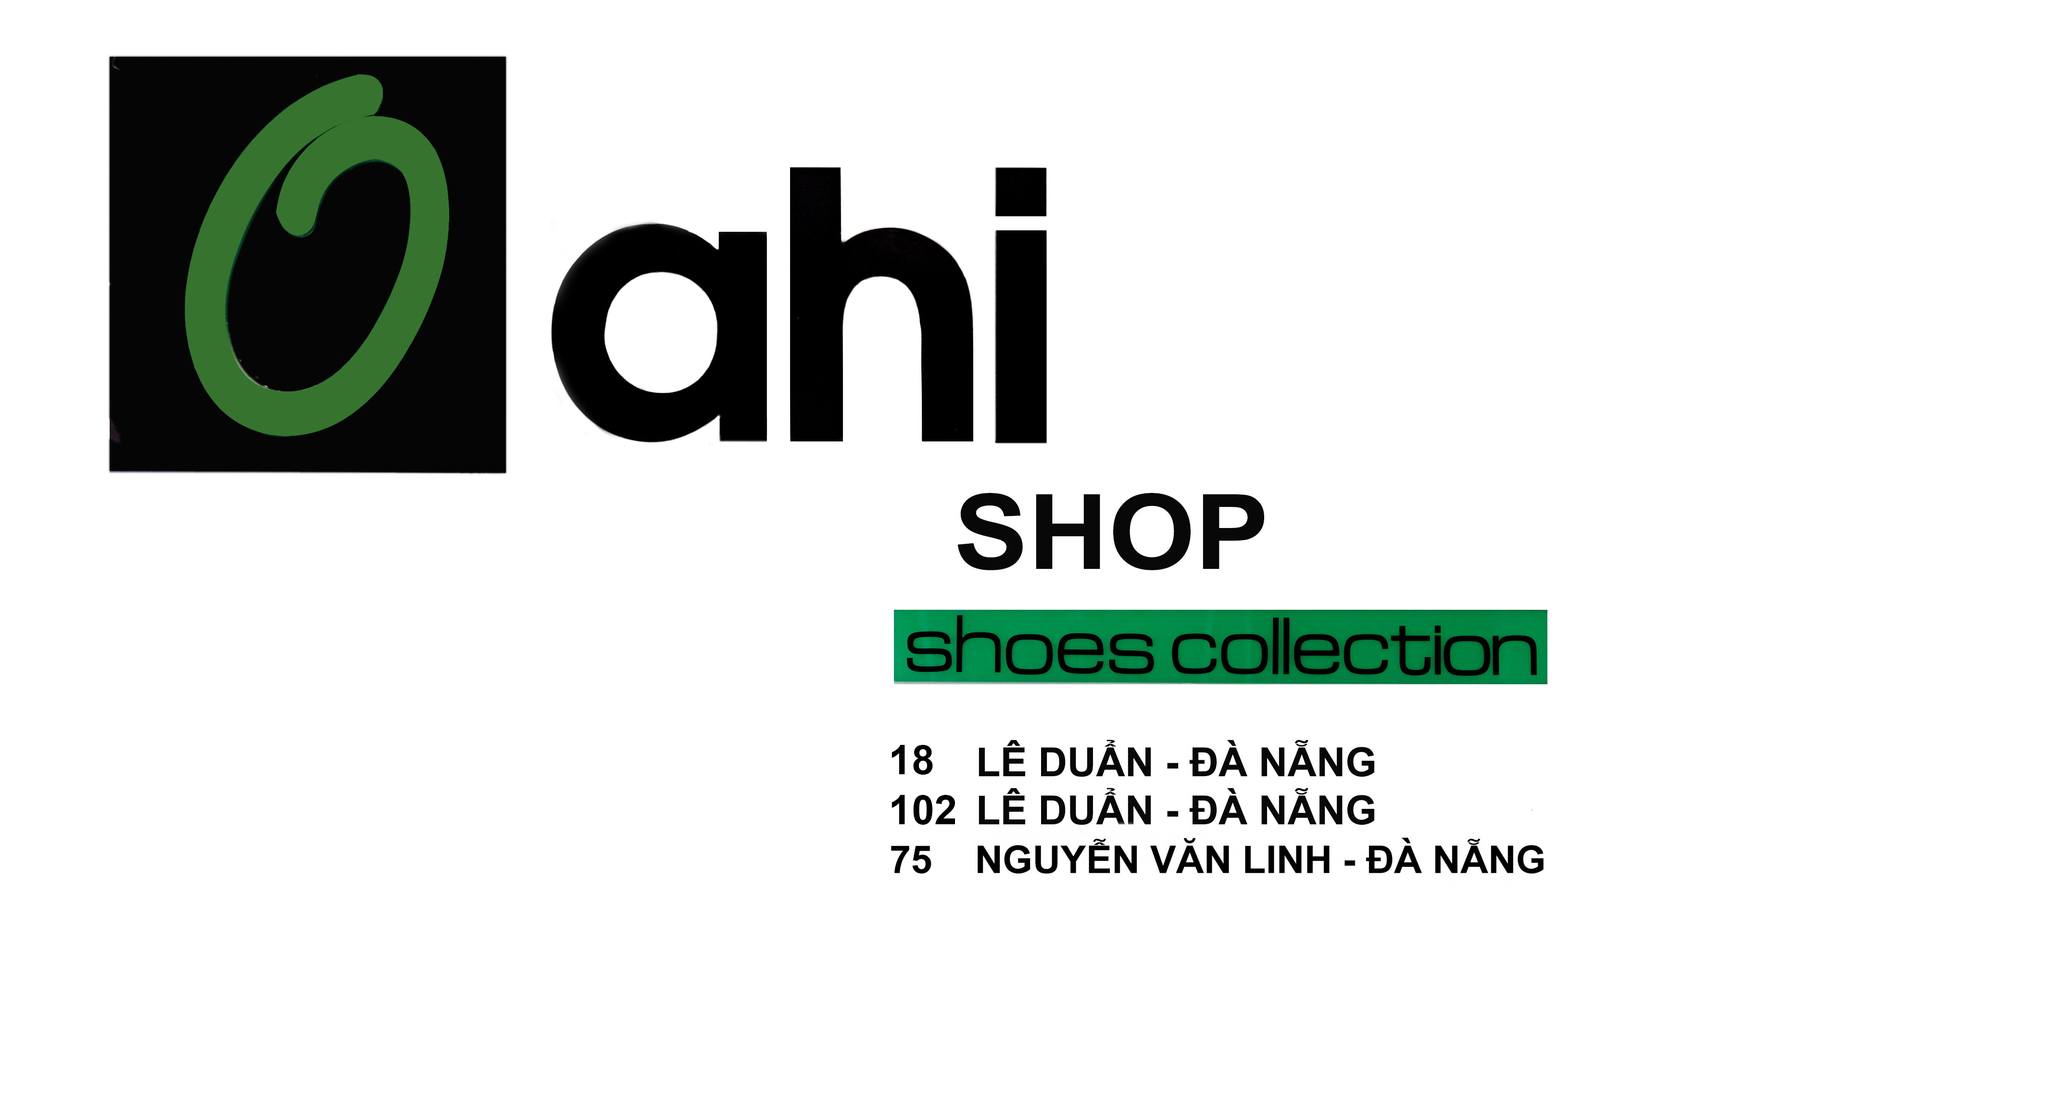 Oahi
SHOP
shoes collection
18 LÊ DUẨN - ĐÀ NẴNG
102 LÊ DUẨN - ĐÀ NẴNG
75 NGUYỄN VĂN LINH - ĐÀ NẴNG